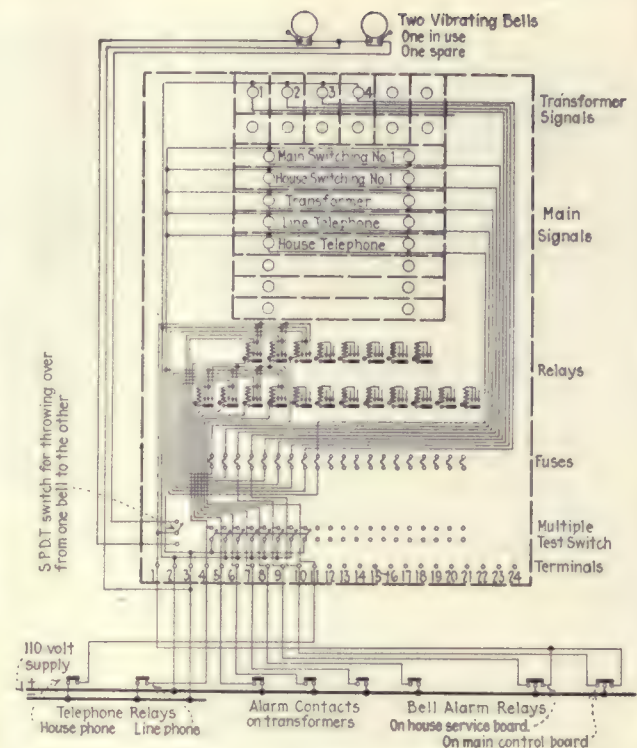 Two Vibrating Bells
One in use
One spare
1 2 3 4
Transformer
Signals
Main Switching No.1
House Switching No.1
Transformer
Line Telephone
House Telephone
Main
Signals
Relays
Fuses
S.P.D.T. switch for throwing over
from one bell to the other
Multiple
Test Switch
Terminals
1 2 3 4 5 6 7 8 9 10 11 12 13 14 15 16 17 18 19 20 21 22 23 24
110 volt
supply
+
Telephone Relays
House phone Line phone
Alarm Contacts
on transformers
Bell Alarm Relays
On house service board.
On main control board